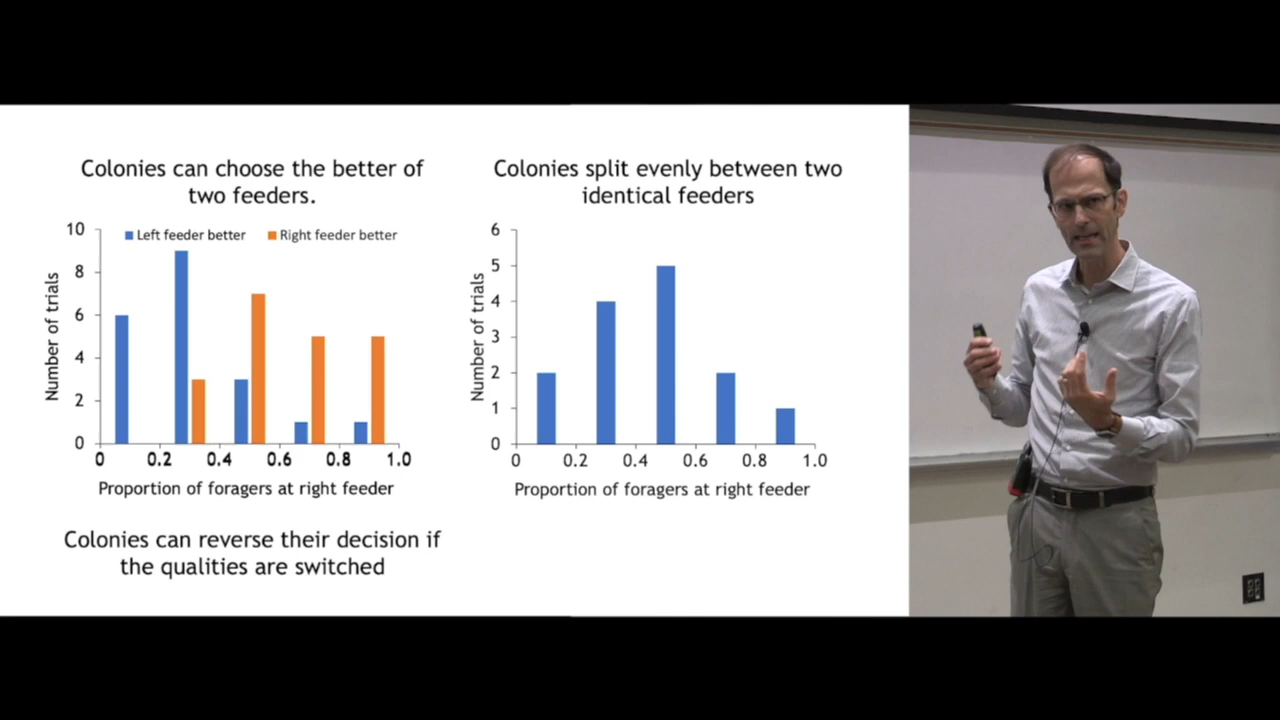 Colonies can choose the better of
two feeders.
10
8
6
4
2
0
Number of trials
Left feeder better
Right feeder better
0 0.2 0.4 0.6 0.8 1.0
Proportion of foragers at right feeder
Colonies can reverse their decision if
the qualities are switched
Colonies split evenly between two
identical feeders
6
5
4
3
2
1
0
Number of trials
0 0.2 0.4 0.6 0.8 1.0
Proportion of foragers at right feeder